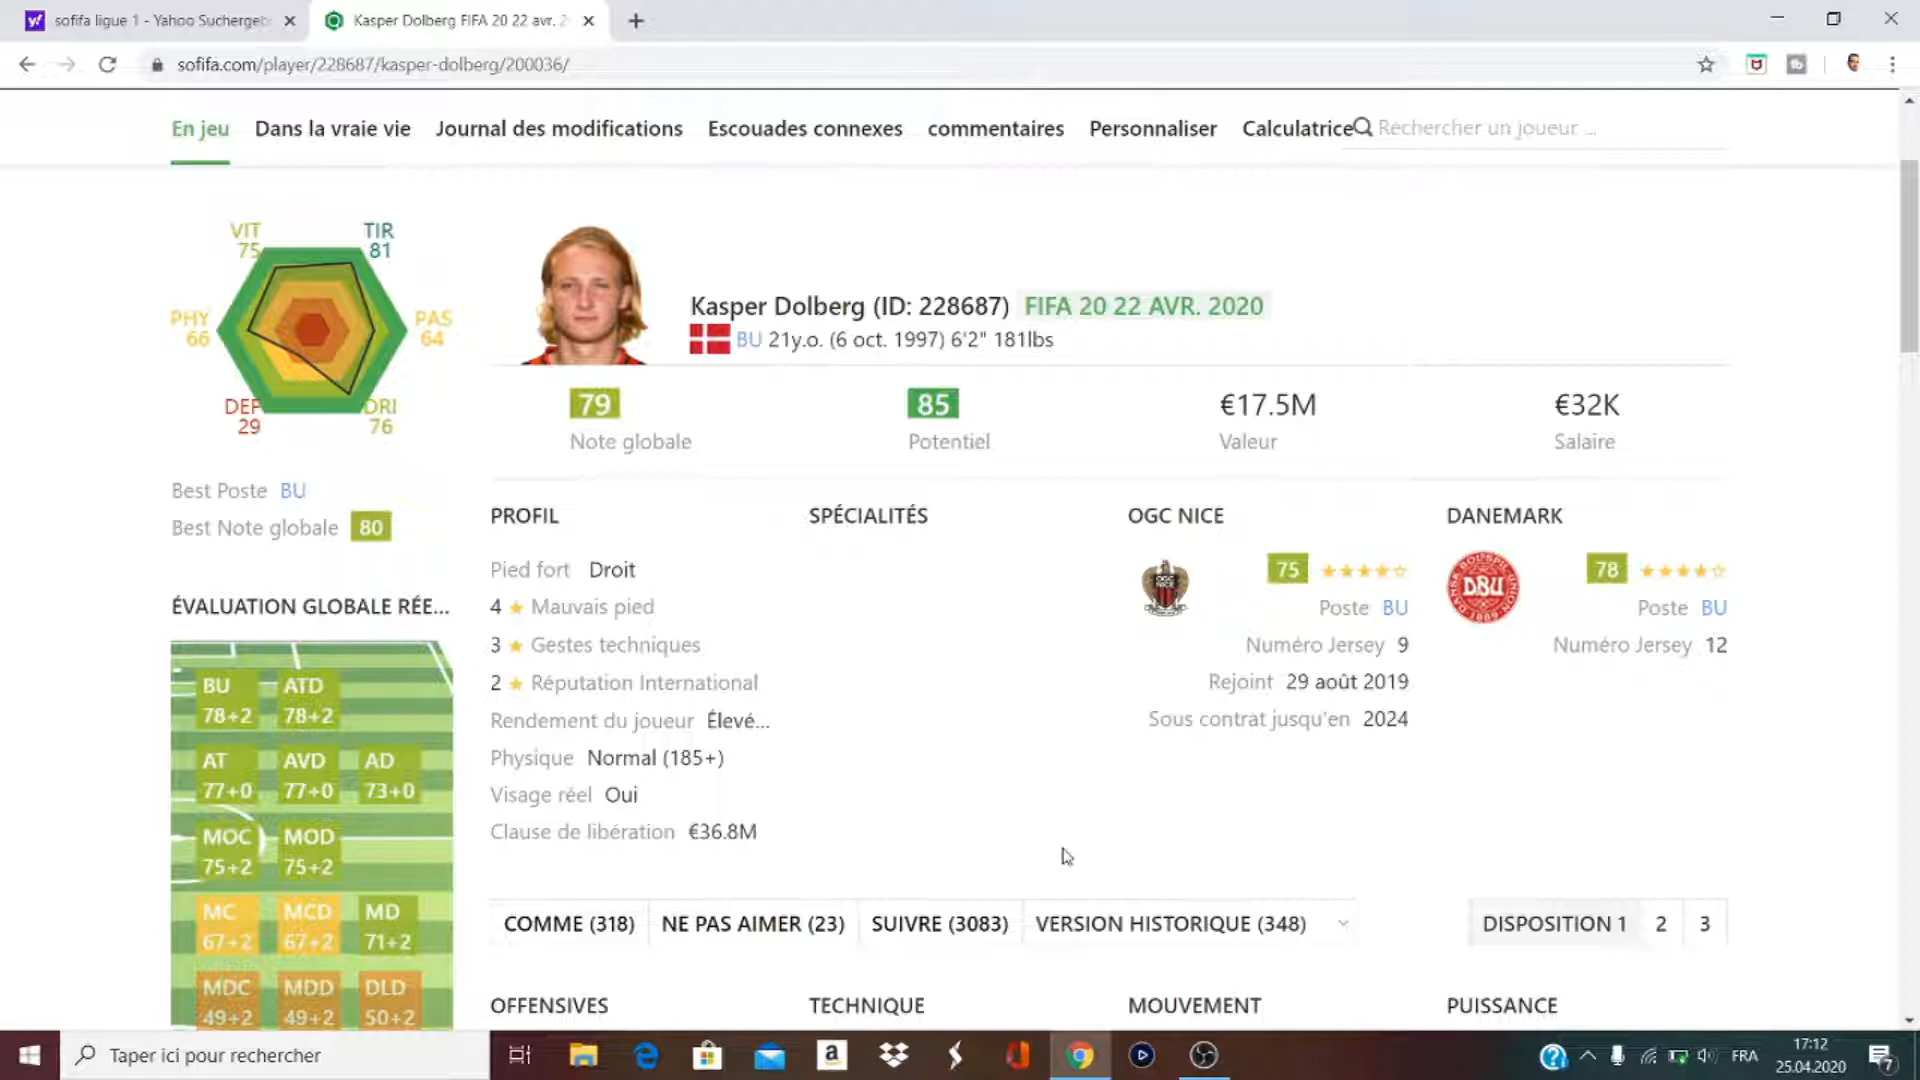 sofifa ligue 1 - Yahoo Suchergeb
Kasper Dolberg FIFA 20 22 avr. 2
sofifa.com/player/228687/kasper-dolberg/200036/
En jeu Dans la vraie vie Journal des modifications Escouades connexes commentaires Personnaliser Calculatrice Rechercher un joueur ...
VIT 75
TIR 81
PHY 66
PAS 64
DEF 29
DRI 76
Kasper Dolberg (ID: 228687) FIFA 20 22 AVR. 2020
BU 21y.o. (6 oct. 1997) 6'2" 181lbs
79 85 €17.5M €32K
Note globale Potentiel Valeur Salaire
Best Poste BU
Best Note globale 80
PROFIL
Pied fort Droit
4 ★ Mauvais pied
3 ★ Gestes techniques
2 ★ Réputation International
Rendement du joueur Élevé...
Physique Normal (185+)
Visage réel Oui
Clause de libération €36.8M
SPÉCIALITÉS
OGC NICE
OGC NICE
75 ★★★★☆
Poste BU
Numéro Jersey 9
Rejoint 29 août 2019
Sous contrat jusqu'en 2024
DANEMARK
DBU
78 ★★★★☆
Poste BU
Numéro Jersey 12
ÉVALUATION GLOBALE RÉE...
BU ATD
78+2 78+2
AT AVD AD
77+0 77+0 73+0
MOC MOD
75+2 75+2
MC MCD MD
67+2 67+2 71+2
MDC MDD DLD
49+2 49+2 50+2
COMME (318) NE PAS AIMER (23) SUIVRE (3083) VERSION HISTORIQUE (348) DISPOSITION 1 2 3
OFFENSIVES TECHNIQUE MOUVEMENT PUISSANCE
Taper ici pour rechercher
a
FRA
17:12
25.04.2020
7